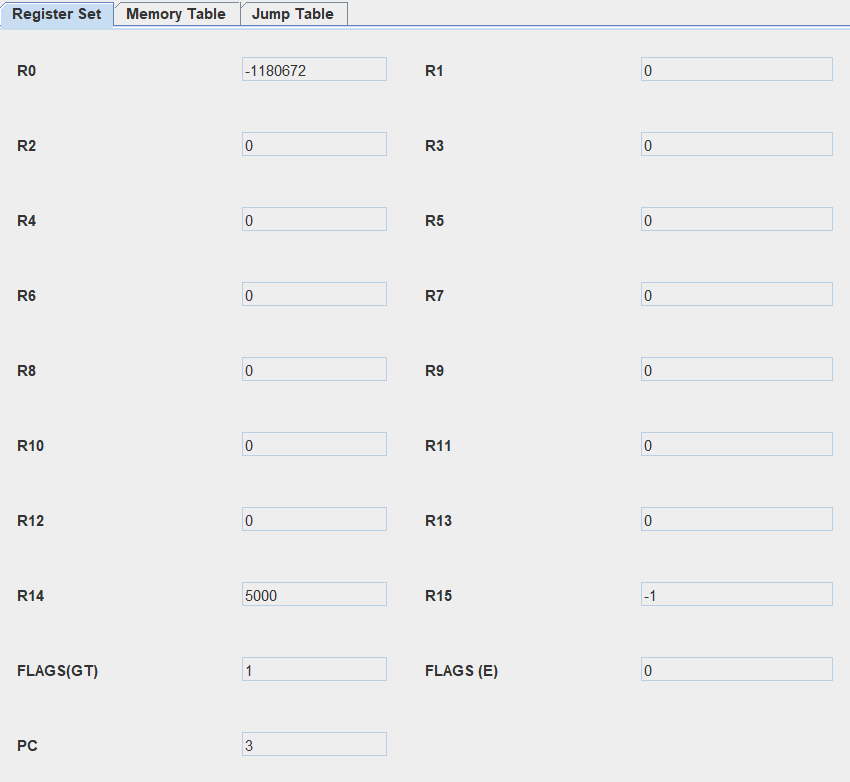 Register Set Memory Table Jump Table
R0 -1180672 R1 0
R2 0 R3 0
R4 0 R5 0
R6 0 R7 0
R8 0 R9 0
R10 0 R11 0
R12 0 R13 0
R14 5000 R15 -1
FLAGS(GT) 1 FLAGS (E) 0
PC 3